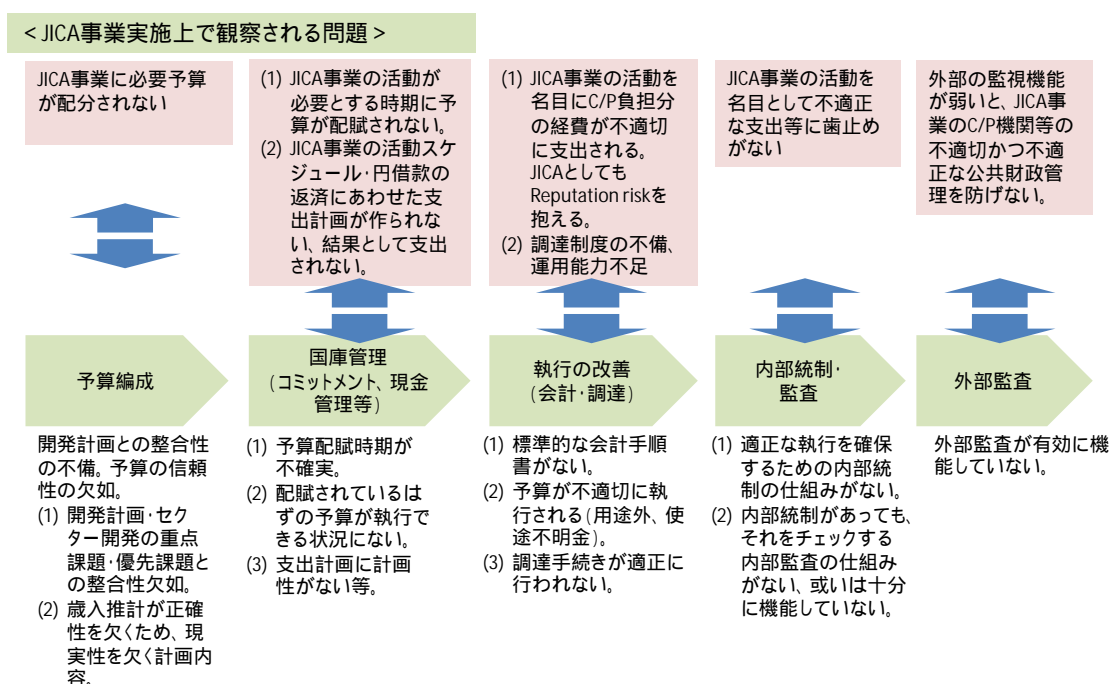 <JICA事業実施上で観察される問題>
JICA事業に必要予算
が配分されない
(1) JICA事業の活動が
必要とする時期に予
算が配賦されない。
(2) JICA事業の活動スケ
ジュール・円借款の
返済にあわせた支
出計画が作られな
い、結果として支出
されない。
(1) JICA事業の活動を
名目にC/P負担分
の経費が不適切
に支出される。
JICAとしても
Reputation riskを
抱える。
(2) 調達制度の不備、
運用能力不足
JICA事業の活動を
名目として不適正
な支出等に歯止め
がない
外部の監視機能
が弱いと、JICA事
業のC/P機関等の
不適切かつ不適
正な公共財政管
理を防げない。
予算編成
国庫管理
(コミットメント、現金
管理等)
執行の改善
(会計・調達)
内部統制・
監査
外部監査
開発計画との整合性
の不備。予算の信頼
性の欠如。
(1) 開発計画・セク
ター開発の重点
課題・優先課題と
の整合性欠如。
(2) 歳入推計が正確
性を欠くため、現
実性を欠く計画内
容。
(1) 予算配賦時期が
不確実。
(2) 配賦されているは
ずの予算が執行で
きる状況にない。
(3) 支出計画に計画
性がない等。
(1) 標準的な会計手順
書がない。
(2) 予算が不適切に執
行される(用途外、使
途不明金)。
(3) 調達手続きが適正に
行われない。
(1) 適正な執行を確保
するための内部統
制の仕組みがない。
(2) 内部統制があっても、
それをチェックする
内部監査の仕組み
がない、或いは十分
に機能していない。
外部監査が有効に機
能していない。